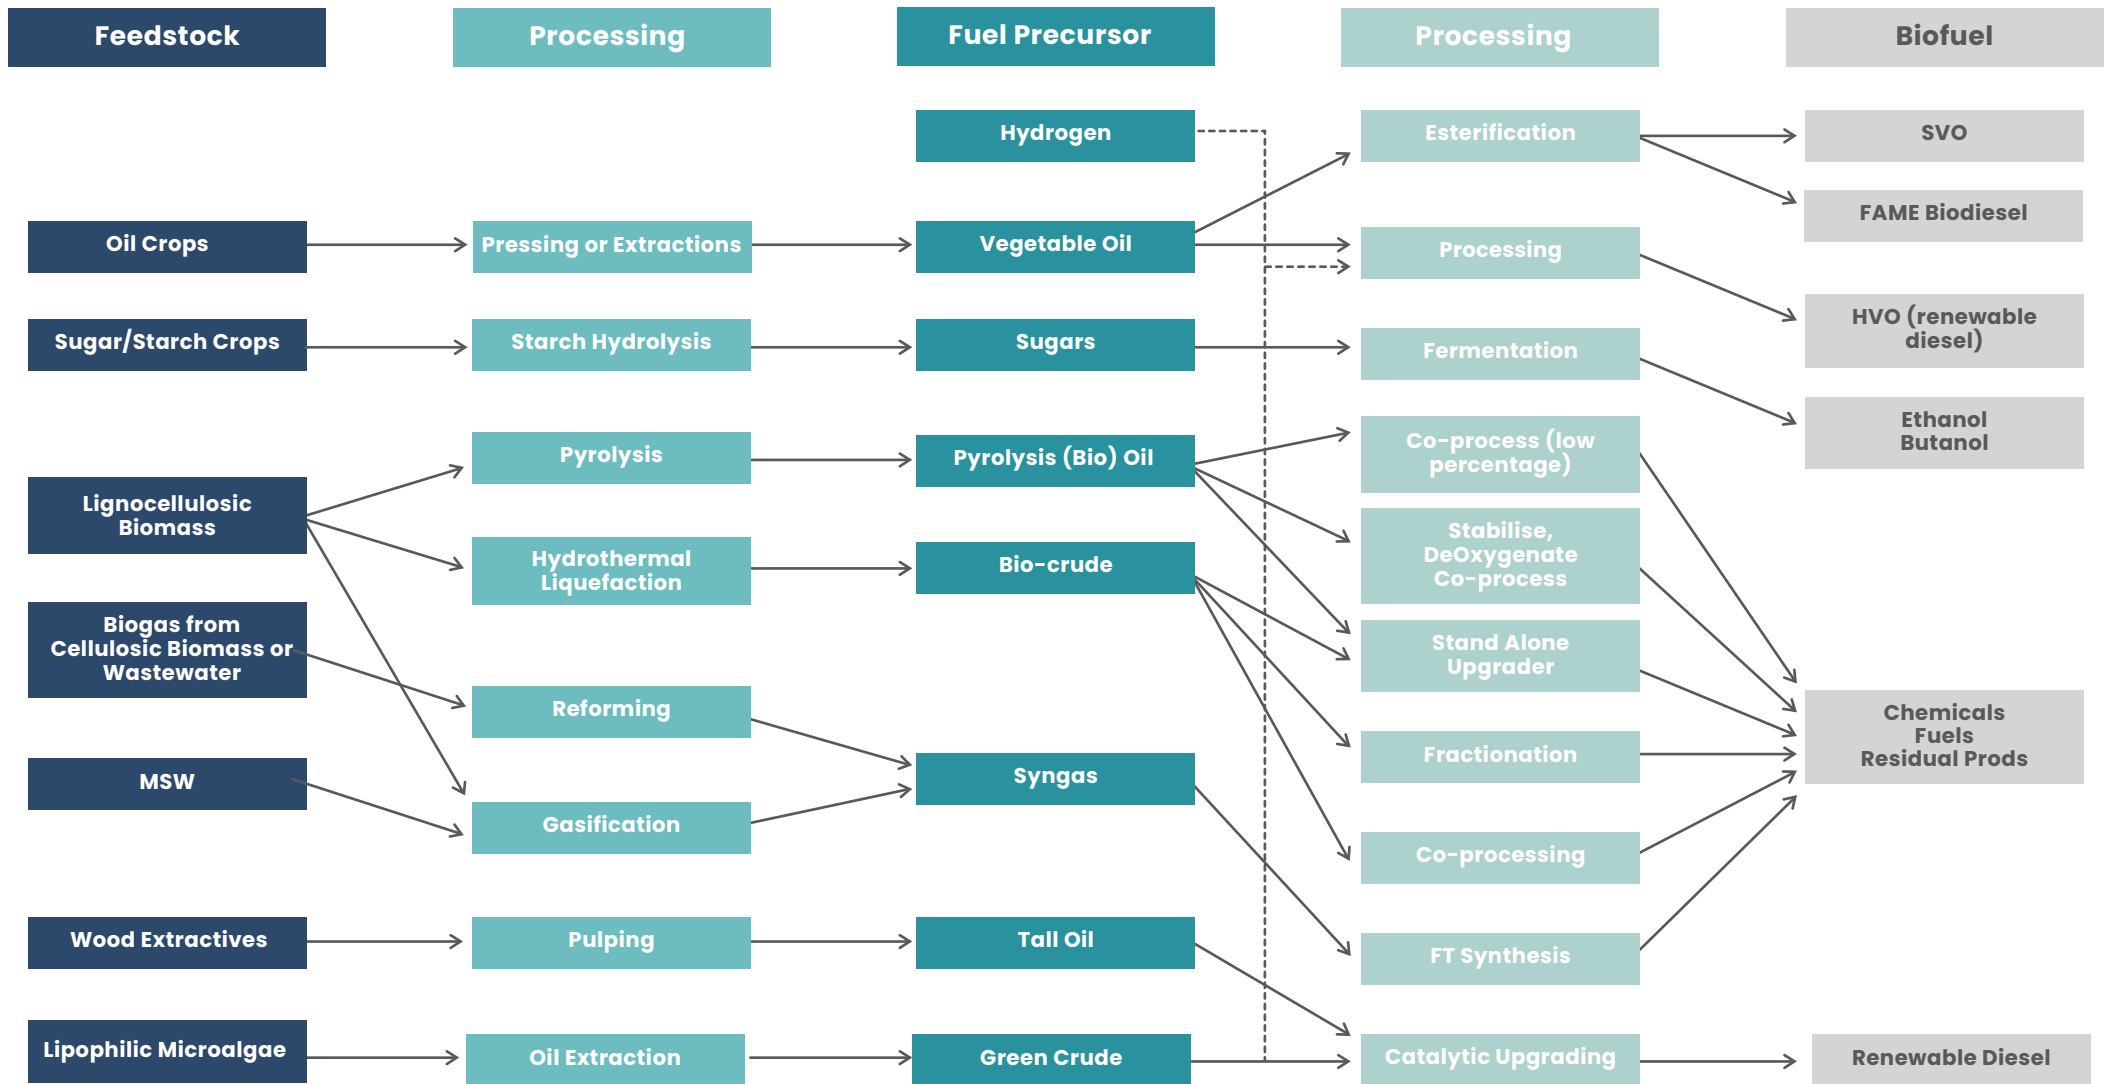 Feedstock
Processing
Fuel Precursor
Processing
Biofuel
Hydrogen
Esterification
SVO
FAME Biodiesel
Oil Crops
Pressing or Extractions
Vegetable Oil
Processing
HVO (renewable
diesel)
Sugar/Starch Crops
Starch Hydrolysis
Sugars
Fermentation
Ethanol
Butanol
Lignocellulosic
Biomass
Pyrolysis
Pyrolysis (Bio) Oil
Co-process (low
percentage)
Hydrothermal
Liquefaction
Bio-crude
Stabilise,
DeOxygenate
Co-process
Biogas from
Cellulosic Biomass or
Wastewater
Stand Alone
Upgrader
Reforming
Chemicals
Fuels
Residual Prods
MSW
Gasification
Syngas
Fractionation
Co-processing
Wood Extractives
Pulping
Tall Oil
FT Synthesis
Lipophilic Microalgae
Oil Extraction
Green Crude
Catalytic Upgrading
Renewable Diesel